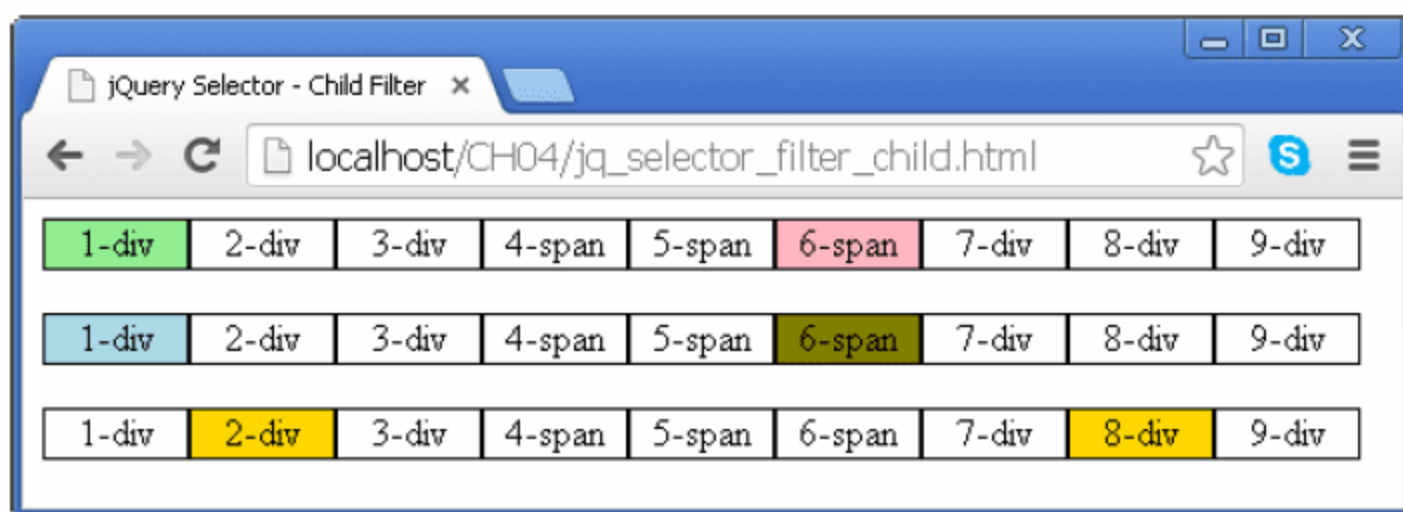 jQuery Selector - Child Filter
localhost/CH04/jq_selector_filter_child.html
1-div 2-div 3-div 4-span 5-span 6-span 7-div 8-div 9-div
1-div 2-div 3-div 4-span 5-span 6-span 7-div 8-div 9-div
1-div 2-div 3-div 4-span 5-span 6-span 7-div 8-div 9-div